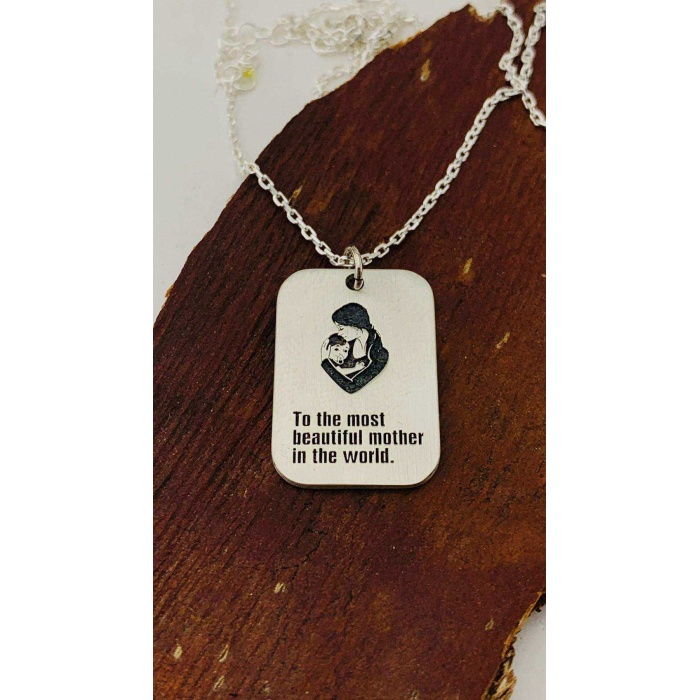 To the most
beautiful mother
in the world.